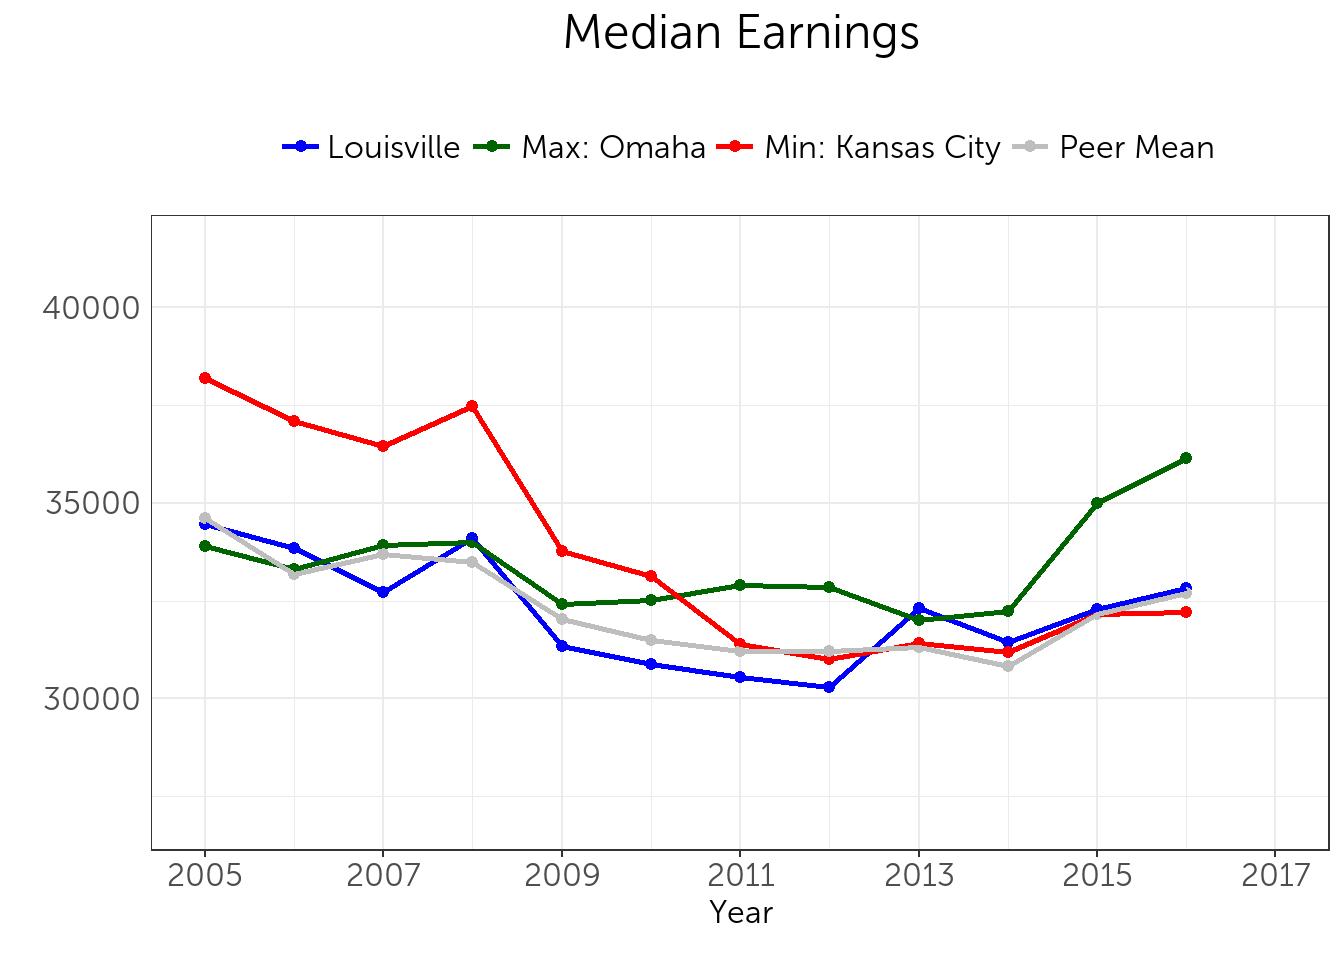 Median Earnings
Louisville Max: Omaha Min: Kansas City Peer Mean
40000
35000
30000
2005 2007 2009 2011 2013 2015 2017
Year